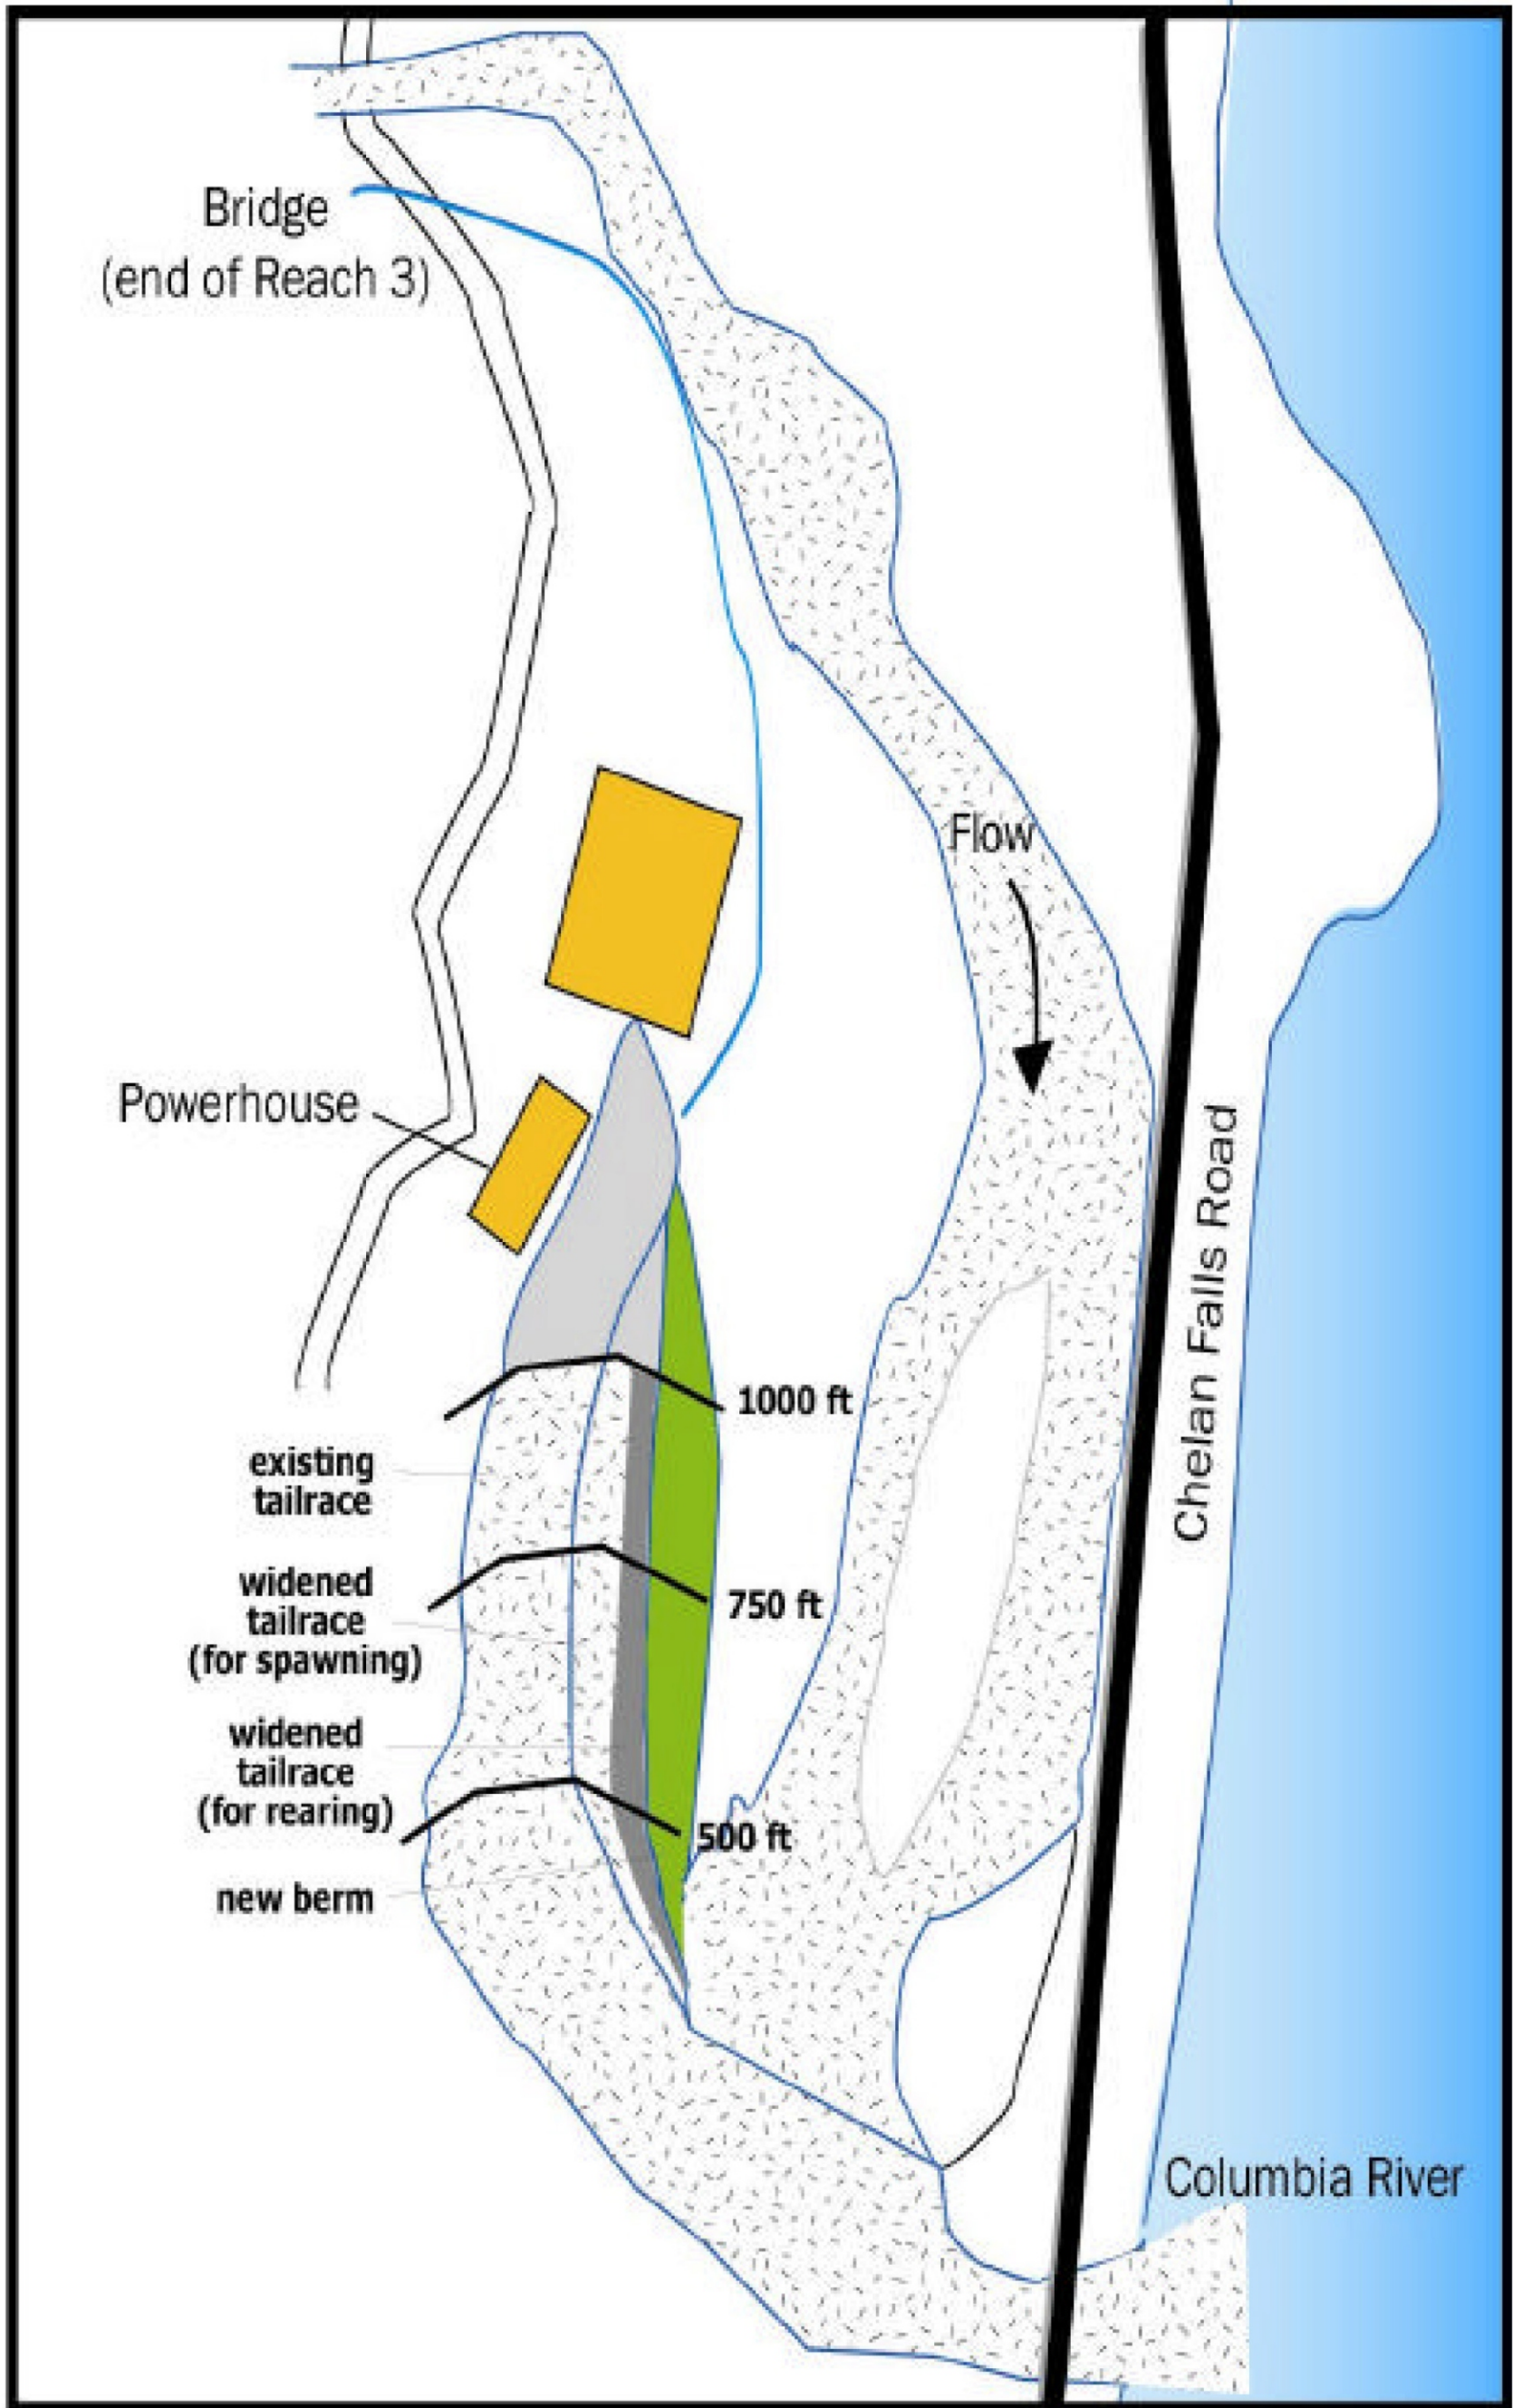 Bridge
(end of Reach 3)
Flow
Powerhouse
Chelan Falls Road
1000 ft
existing
tailrace
widened
tailrace
(for spawning)
750 ft
widened
tailrace
(for rearing)
500 ft
new berm
Columbia River